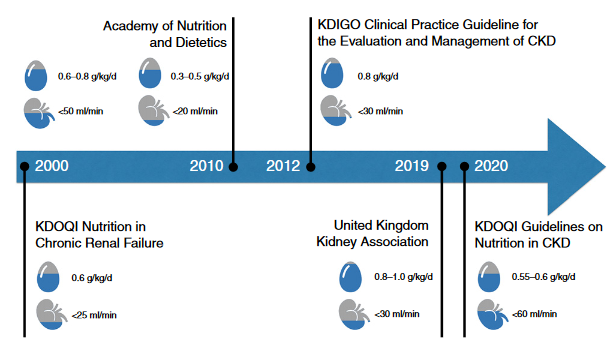 Academy of Nutrition
and Dietetics
0.6–0.8 g/kg/d
0.3–0.5 g/kg/d
<50 ml/min
<20 ml/min
KDIGO Clinical Practice Guideline for
the Evaluation and Management of CKD
0.8 g/kg/d
<30 ml/min
2000
2010
2012
2019
2020
KDOQI Nutrition in
Chronic Renal Failure
0.6 g/kg/d
<25 ml/min
United Kingdom
Kidney Association
0.8–1.0 g/kg/d
<30 ml/min
KDOQI Guidelines on
Nutrition in CKD
0.55–0.6 g/kg/d
<60 ml/min